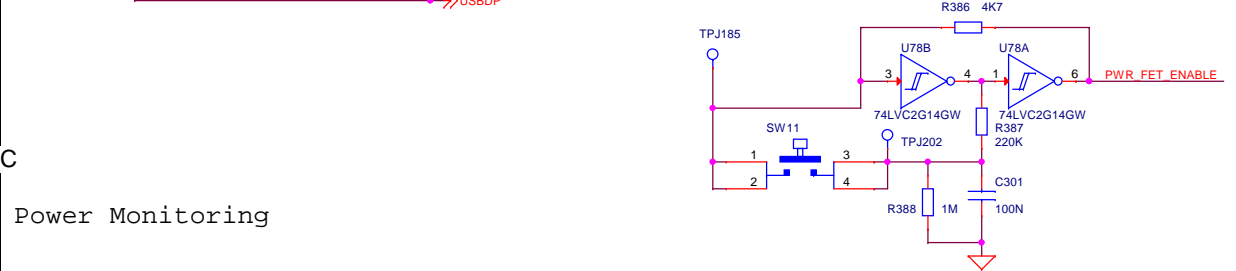 USBDP
R386 4K7
TPJ185
U78B
U78A
3
4
1
6
PWR_FET_ENABLE
74LVC2G14GW
74LVC2G14GW
SW11
R387
220K
TPJ202
C
1
3
2
4
C301
R388
1M
100N
Power Monitoring